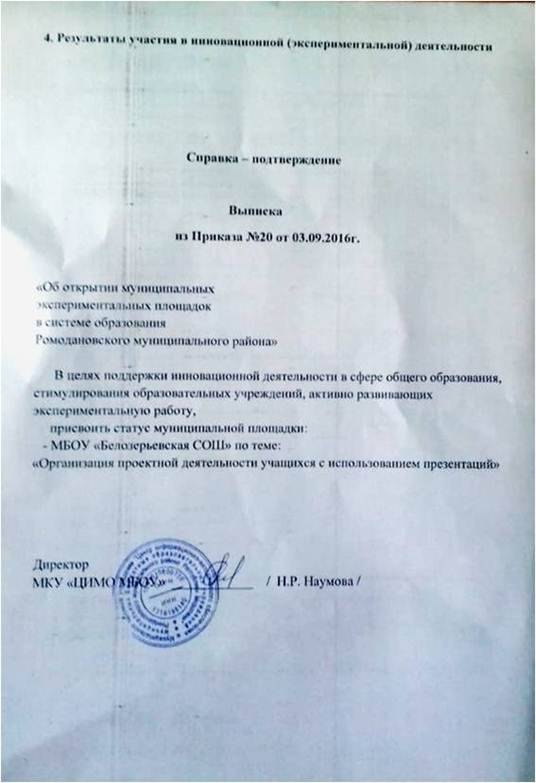 4. Результаты участия в инновационной (экспериментальной) деятельности
Справка – подтверждение
Выписка
из Приказа №20 от 03.09.2016г.
«Об открытии муниципальных
экспериментальных площадок
в системе образования
Ромодановского муниципального района»
В целях поддержки инновационной деятельности в сфере общего образования,
стимулирования образовательных учреждений, активно развивающих
экспериментальную работу,
присвоить статус муниципальной площадки:
- МБОУ «Белозерьевская СОШ» по теме:
«Организация проектной деятельности учащихся с использованием презентаций»
Директор
МКУ «ЦИМО МБОУ» / Н.Р. Наумова /